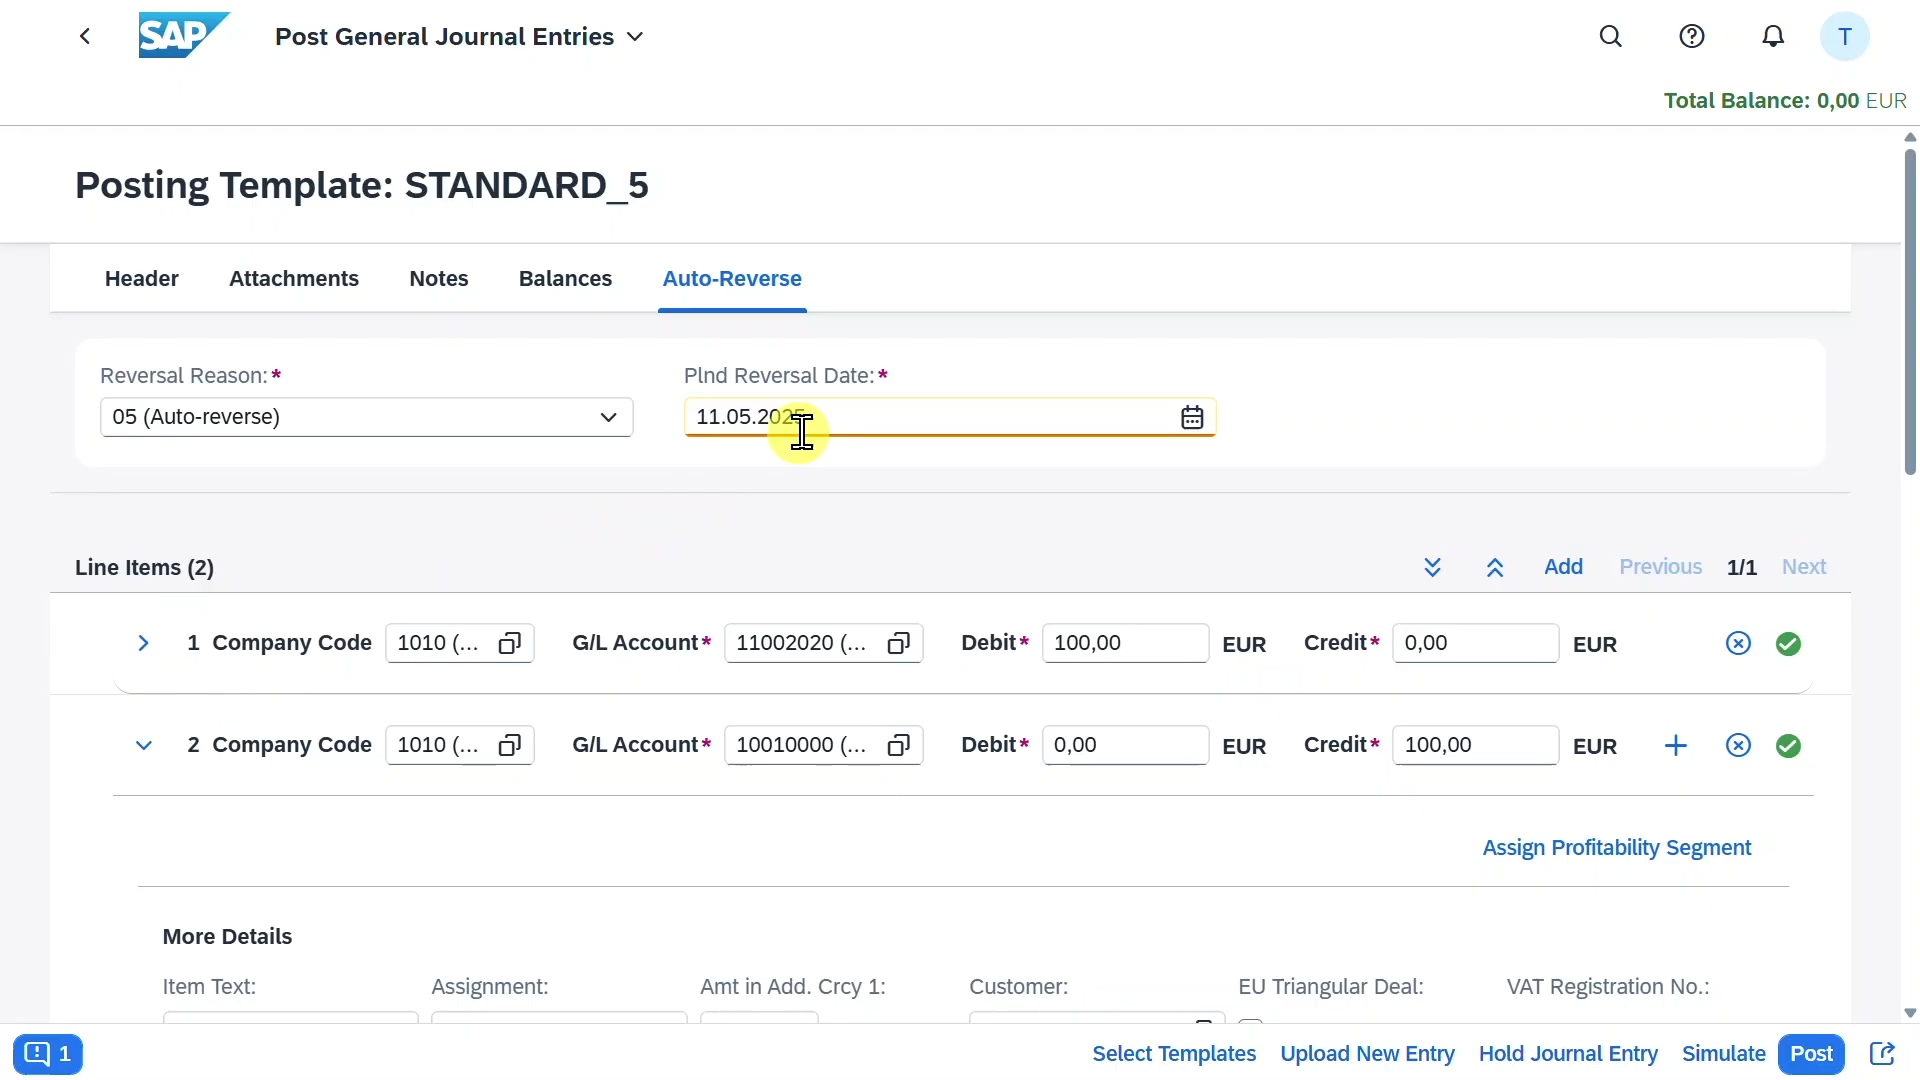 SAP Post General Journal Entries T
Total Balance: 0,00 EUR
Posting Template: STANDARD_5
Header Attachments Notes Balances Auto-Reverse
Reversal Reason:* Plnd Reversal Date:*
05 (Auto-reverse) 11.05.2025
Line Items (2) Add Previous 1/1 Next
1 Company Code 1010 (... G/L Account* 11002020 (... Debit* 100,00 EUR Credit* 0,00 EUR
2 Company Code 1010 (... G/L Account* 10010000 (... Debit* 0,00 EUR Credit* 100,00 EUR
Assign Profitability Segment
More Details
Item Text: Assignment: Amt in Add. Crcy 1: Customer: EU Triangular Deal: VAT Registration No.:
1 Select Templates Upload New Entry Hold Journal Entry Simulate Post